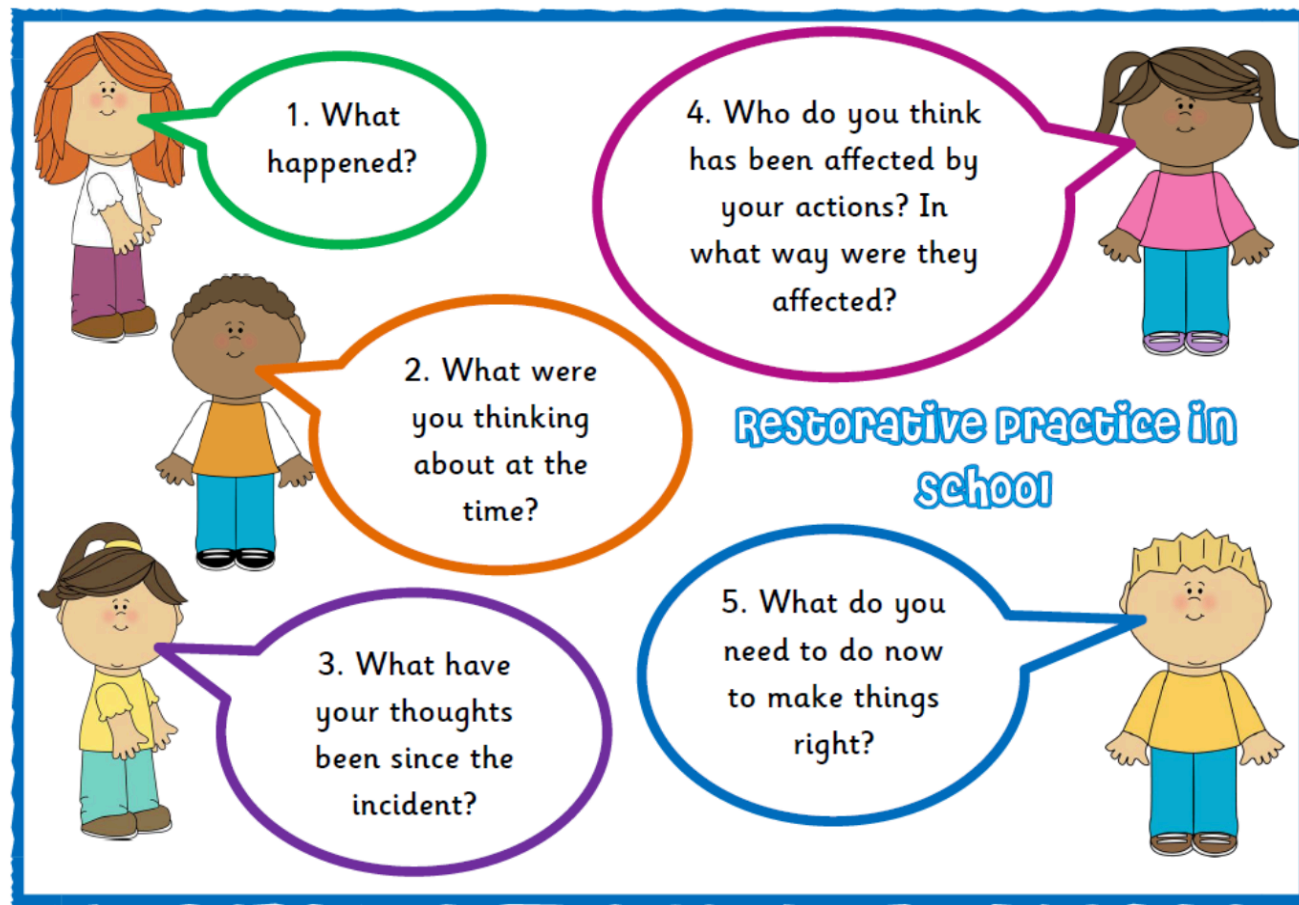 1. What
happened?
2. What were
you thinking
about at the
time?
3. What have
your thoughts
been since the
incident?
4. Who do you think
has been affected by
your actions? In
what way were they
affected?
Restorative Practice in
School
5. What do you
need to do now
to make things
right?